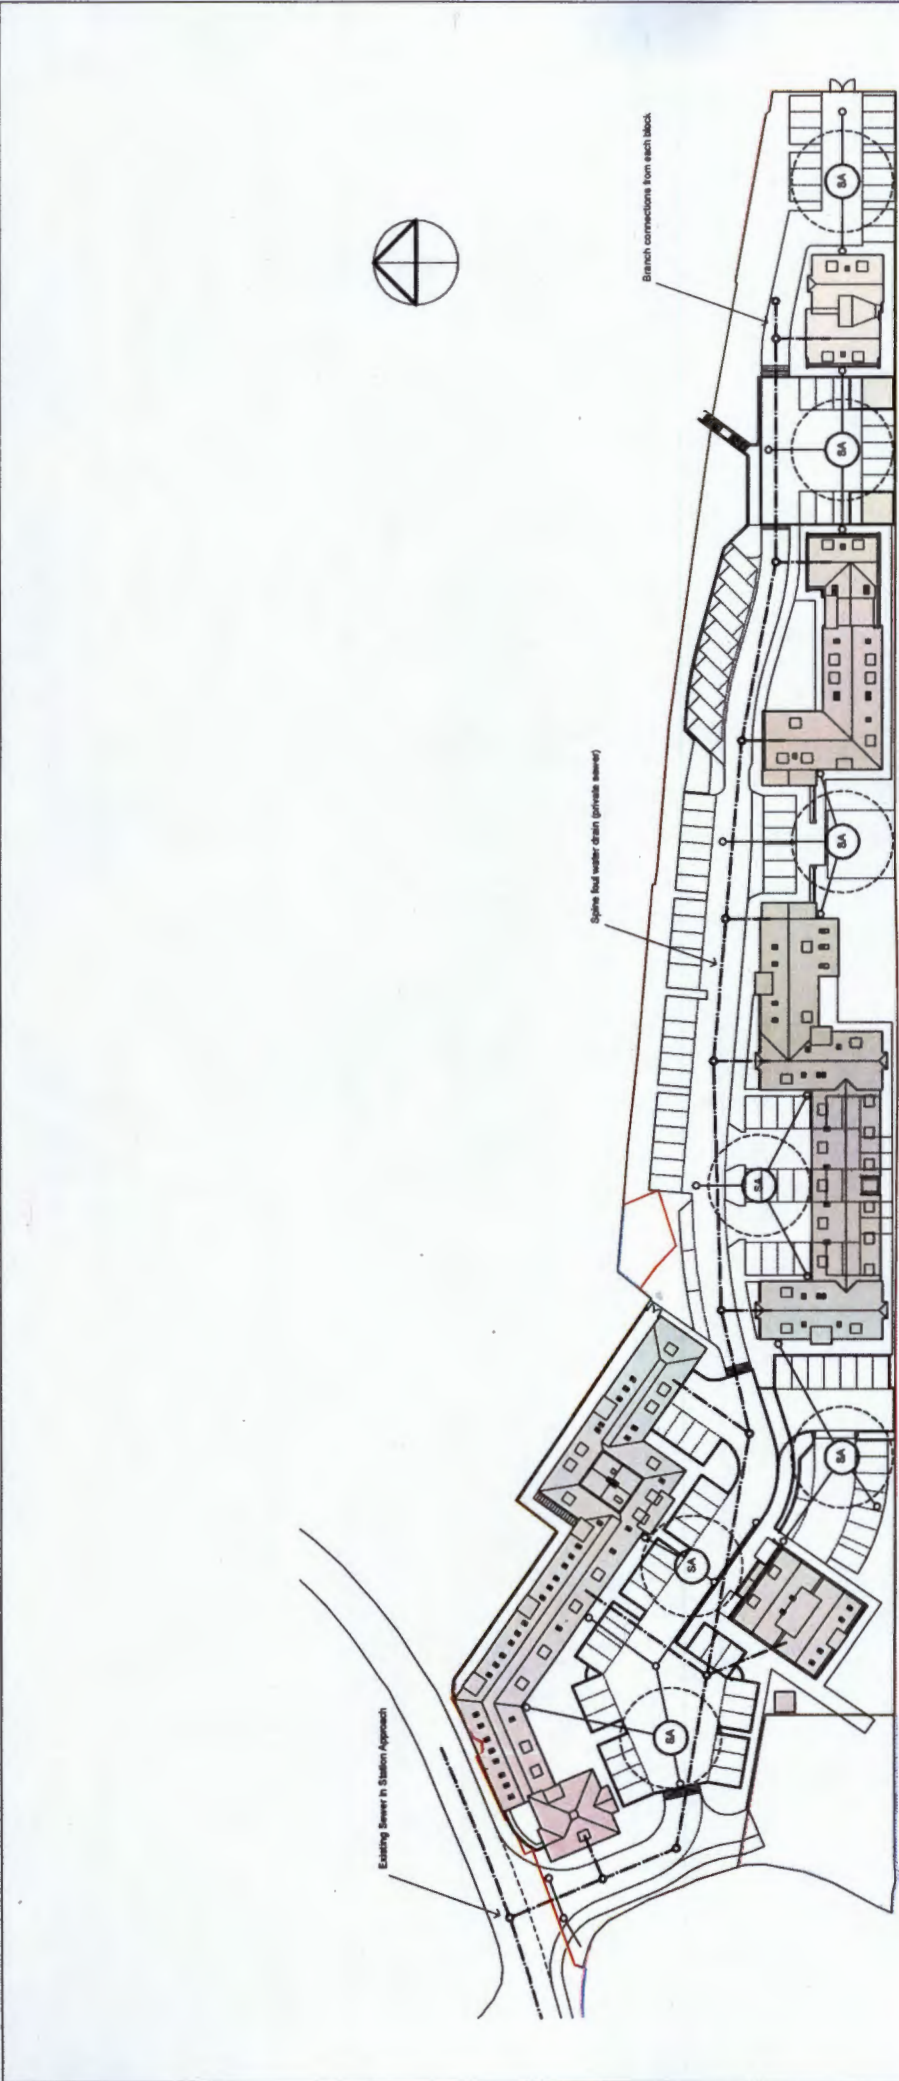 Branch connections from each block
Spine foul water drain (private sewer)
Existing Sewer in Station Approach
SA
SA
SA
SA
SA
SA
SA